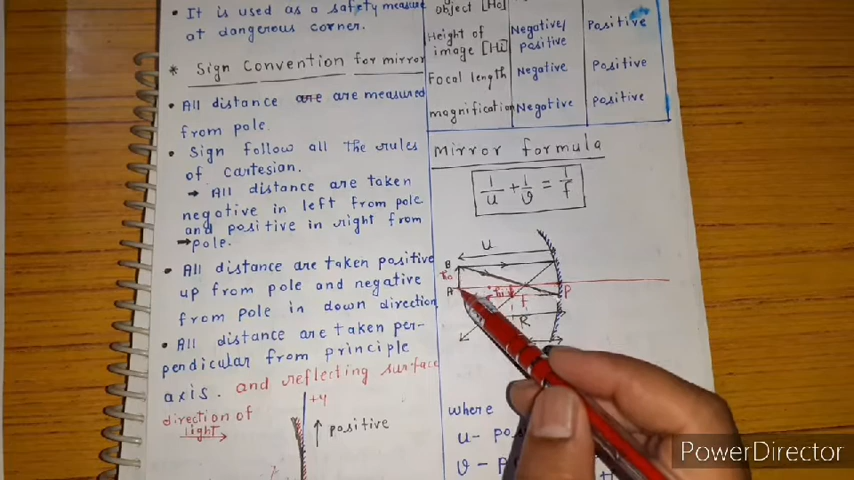 • It is used as a safety measure
at dangerous corner.
* Sign Convention for mirror
• All distance are are measured
from pole.
• Sign follow all the rules
of cartesian.
→ All distance are taken
negative in left from pole
and positive in right from
→ pole.
• All distance are taken positive
up from pole and negative
from pole in down direction
• All distance are taken per-
pendicular from principle
axis. and reflecting surface
direction of
light
+y
↑ positive
object [Ho]
Height of image [Hi] Negative/positive Positive
Focal length Negative Positive
magnification Negative Positive
Mirror formula
1/u + 1/v = 1/f
u
B
ho
A
hi
F
P
R
where
u-
v -
PowerDirector